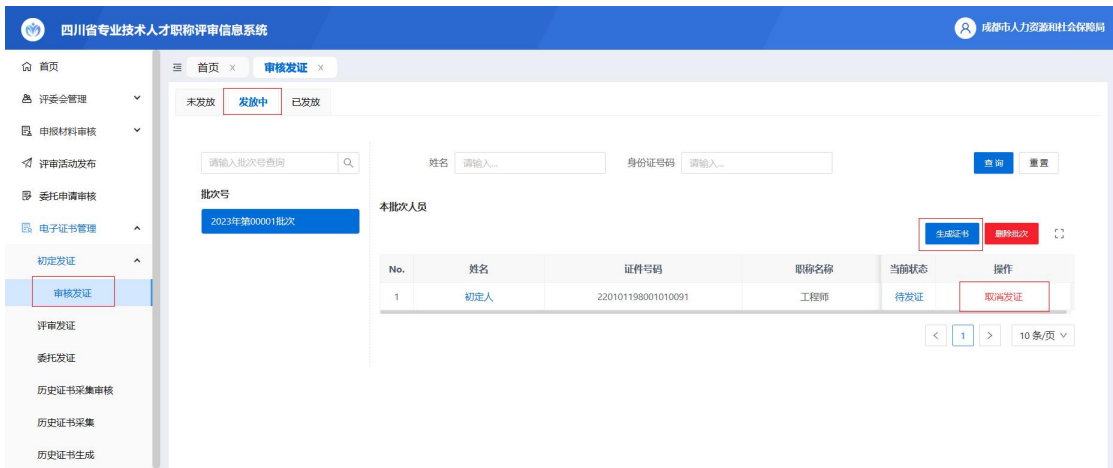 四川省专业技术人才职称评审信息系统
成都市人力资源和社会保障局
首页
评委会管理
申报材料审核
评审活动发布
委托申请审核
电子证书管理
初定发证
审核发证
评审发证
委托发证
历史证书采集审核
历史证书采集
历史证书生成
首页 × 审核发证 ×
未发放 发放中 已发放
请输入批次号查询
批次号
2023年第00001批次
姓名 请输入... 身份证号码 请输入... 查询 重置
本批次人员
生成证书 删除批次
No. 姓名 证件号码 职称名称 当前状态 操作
1 初定人 220101198001010091 工程师 待发证 取消发证
< 1 > 10 条/页